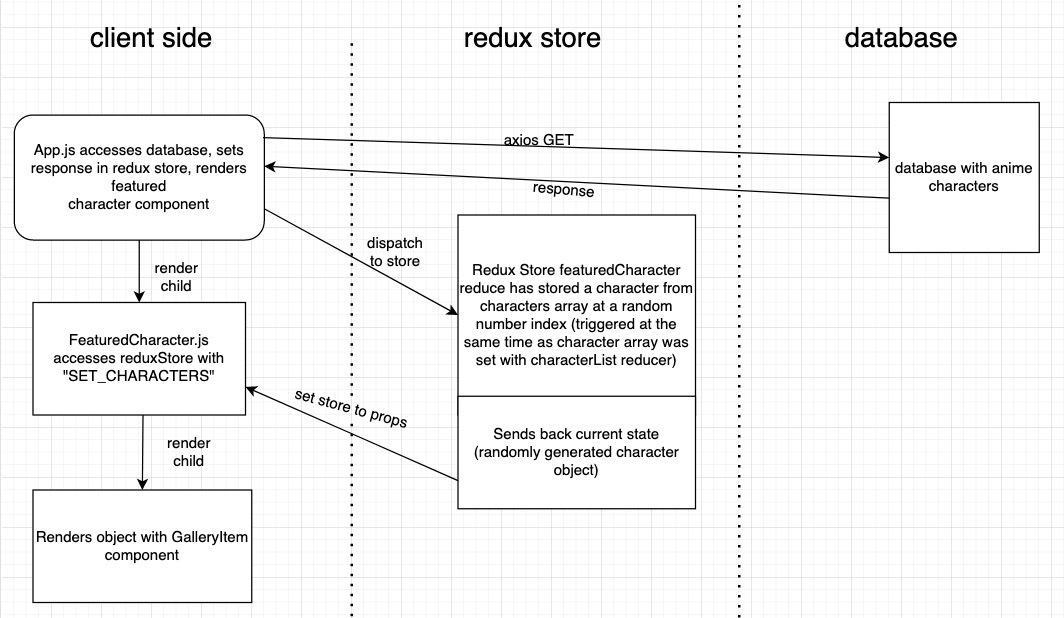 client side
redux store
database
App.js accesses database, sets
response in redux store, renders
featured
character component
axios GET
response
database with anime
characters
dispatch
to store
render
child
Redux Store featuredCharacter
reduce has stored a character from
characters array at a random
number index (triggered at the
same time as character array was
set with characterList reducer)
FeaturedCharacter.js
accesses reduxStore with
"SET_CHARACTERS"
set store to props
Sends back current state
(randomly generated character
object)
render
child
Renders object with GalleryItem
component